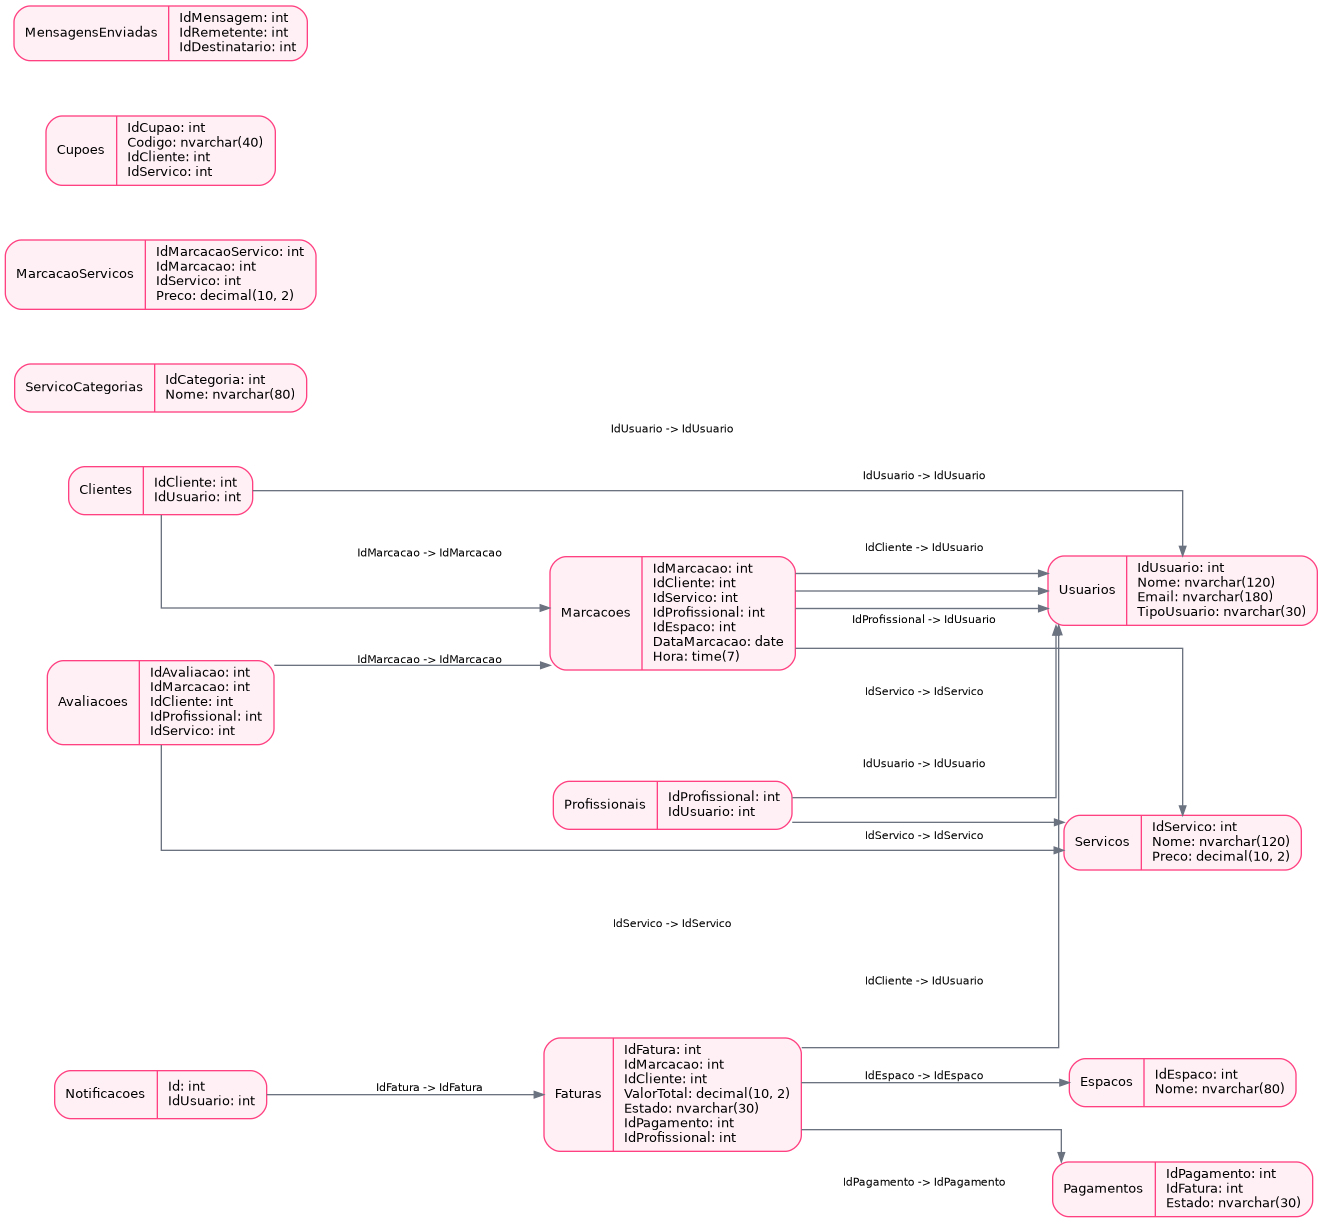 MensagensEnviadas
IdMensagem: int
IdRemetente: int
IdDestinatario: int
Cupoes
IdCupao: int
Codigo: nvarchar(40)
IdCliente: int
IdServico: int
MarcacaoServicos
IdMarcacaoServico: int
IdMarcacao: int
IdServico: int
Preco: decimal(10, 2)
ServicoCategorias
IdCategoria: int
Nome: nvarchar(80)
IdUsuario -> IdUsuario
Clientes
IdCliente: int
IdUsuario: int
IdUsuario -> IdUsuario
IdMarcacao -> IdMarcacao
Marcacoes
IdMarcacao: int
IdCliente: int
IdServico: int
IdProfissional: int
IdEspaco: int
DataMarcacao: date
Hora: time(7)
IdCliente -> IdUsuario
IdProfissional -> IdUsuario
Usuarios
IdUsuario: int
Nome: nvarchar(120)
Email: nvarchar(180)
TipoUsuario: nvarchar(30)
Avaliacoes
IdAvaliacao: int
IdMarcacao: int
IdCliente: int
IdProfissional: int
IdServico: int
IdMarcacao -> IdMarcacao
IdServico -> IdServico
IdUsuario -> IdUsuario
Profissionais
IdProfissional: int
IdUsuario: int
IdServico -> IdServico
Servicos
IdServico: int
Nome: nvarchar(120)
Preco: decimal(10, 2)
IdServico -> IdServico
IdCliente -> IdUsuario
Notificacoes
Id: int
IdUsuario: int
IdFatura -> IdFatura
Faturas
IdFatura: int
IdMarcacao: int
IdCliente: int
ValorTotal: decimal(10, 2)
Estado: nvarchar(30)
IdPagamento: int
IdProfissional: int
IdEspaco -> IdEspaco
Espacos
IdEspaco: int
Nome: nvarchar(80)
IdPagamento -> IdPagamento
Pagamentos
IdPagamento: int
IdFatura: int
Estado: nvarchar(30)